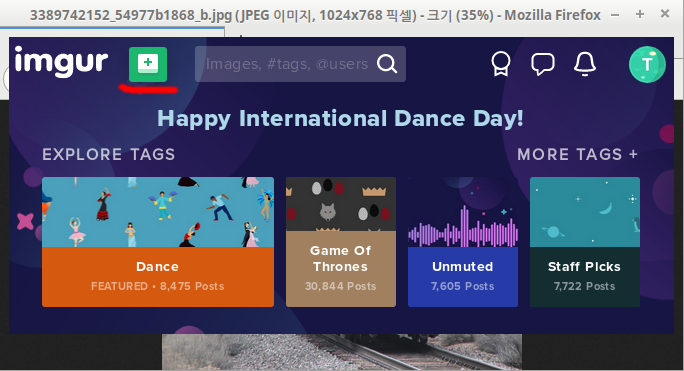 3389742152_54977b1868_b.jpg (JPEG 이미지, 1024x768 픽셀) - 크기 (35%) - Mozilla Firefox
imgur
Images, #tags, @users
T
Happy International Dance Day!
EXPLORE TAGS
MORE TAGS +
Dance
FEATURED • 8,475 Posts
Game Of
Thrones
30,844 Posts
Unmuted
7,605 Posts
Staff Picks
7,722 Posts